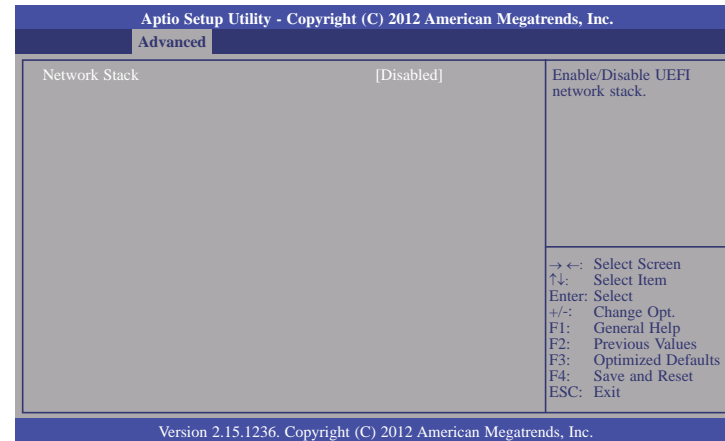 Aptio Setup Utility - Copyright (C) 2012 American Megatrends, Inc.
Advanced
Network Stack [Disabled]
Enable/Disable UEFI
network stack.
→ ←: Select Screen
↑↓: Select Item
Enter: Select
+/-: Change Opt.
F1: General Help
F2: Previous Values
F3: Optimized Defaults
F4: Save and Reset
ESC: Exit
Version 2.15.1236. Copyright (C) 2012 American Megatrends, Inc.